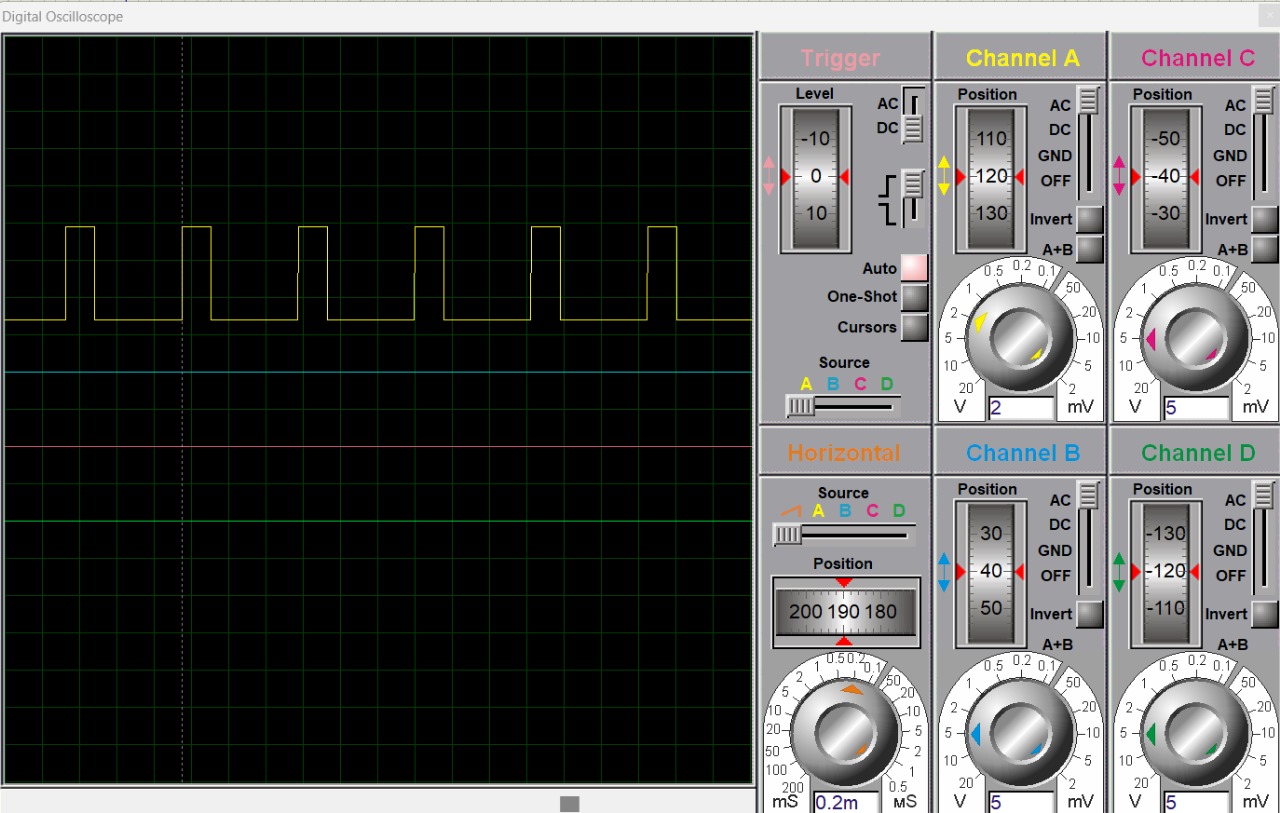 Digital Oscilloscope
Trigger
Level
-10
0
10
AC
DC
Auto
One-Shot
Cursors
Source
A B C D
Channel A
Position
110
120
130
AC
DC
GND
OFF
Invert
A+B
20
10
5
2
1
0.5
0.2
0.1
50
20
10
5
2
V
2
mV
Channel C
Position
-50
-40
-30
AC
DC
GND
OFF
Invert
A+B
20
10
5
2
1
0.5
0.2
0.1
50
20
10
5
2
V
5
mV
Horizontal
Source
A B C D
Position
200 190 180
200
100
50
20
10
5
2
1
0.5
0.2
0.1
50
20
10
5
2
1
0.5
mS
0.2m
µS
Channel B
Position
30
40
50
AC
DC
GND
OFF
Invert
A+B
20
10
5
2
1
0.5
0.2
0.1
50
20
10
5
2
V
5
mV
Channel D
Position
-130
-120
-110
AC
DC
GND
OFF
Invert
A+B
20
10
5
2
1
0.5
0.2
0.1
50
20
10
5
2
V
5
mV